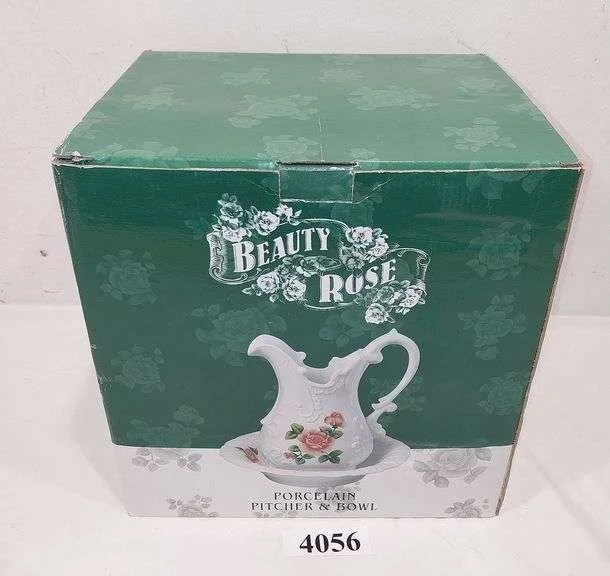 BEAUTY
ROSE
PORCELAIN
PITCHER & BOWL
4056